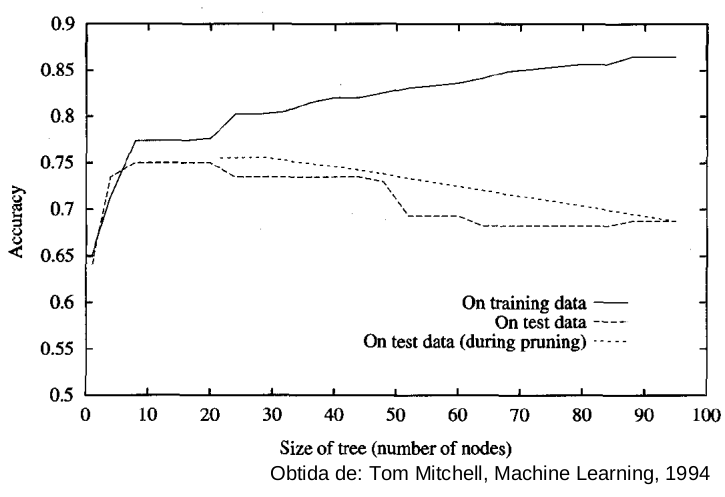 0.9
0.85
0.8
0.75
0.7
0.65
0.6
0.55
0.5
Accuracy
On training data
On test data
On test data (during pruning)
0 10 20 30 40 50 60 70 80 90 100
Size of tree (number of nodes)
Obtida de: Tom Mitchell, Machine Learning, 1994